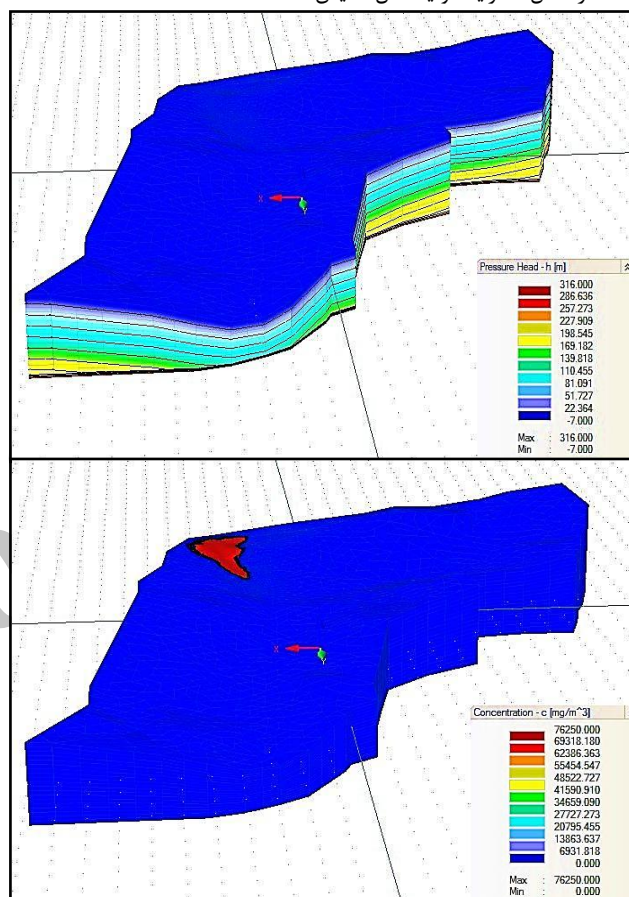 X
Y
Pressure Head - h [m]
316.000
286.636
257.273
227.909
198.545
169.182
139.818
110.455
81.091
51.727
22.364
-7.000
Max : 316.000
Min : -7.000
X
Y
Concentration - c [mg/m^3]
76250.000
69318.180
62386.363
55454.547
48522.727
41590.910
34659.090
27727.273
20795.455
13863.637
6931.818
0.000
Max : 76250.000
Min : 0.000